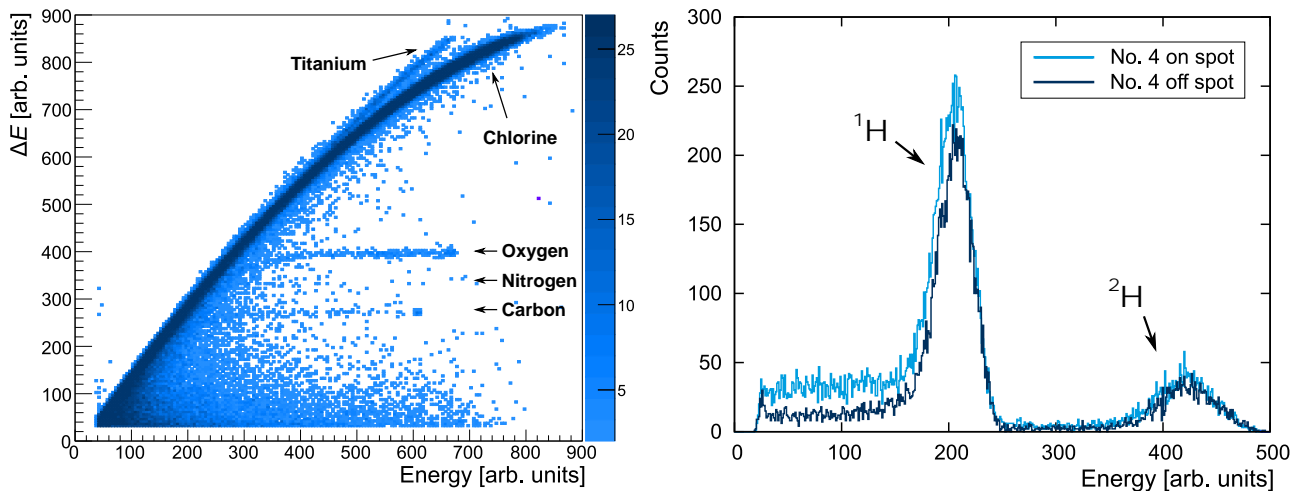 ΔE [arb. units]
900
800
700
600
500
400
300
200
100
0
Titanium
Chlorine
Oxygen
Nitrogen
Carbon
0 100 200 300 400 500 600 700 800 900
Energy [arb. units]
25
20
15
10
5
Counts
300
250
200
150
100
50
0
No. 4 on spot
No. 4 off spot
¹H
²H
0 100 200 300 400 500
Energy [arb. units]